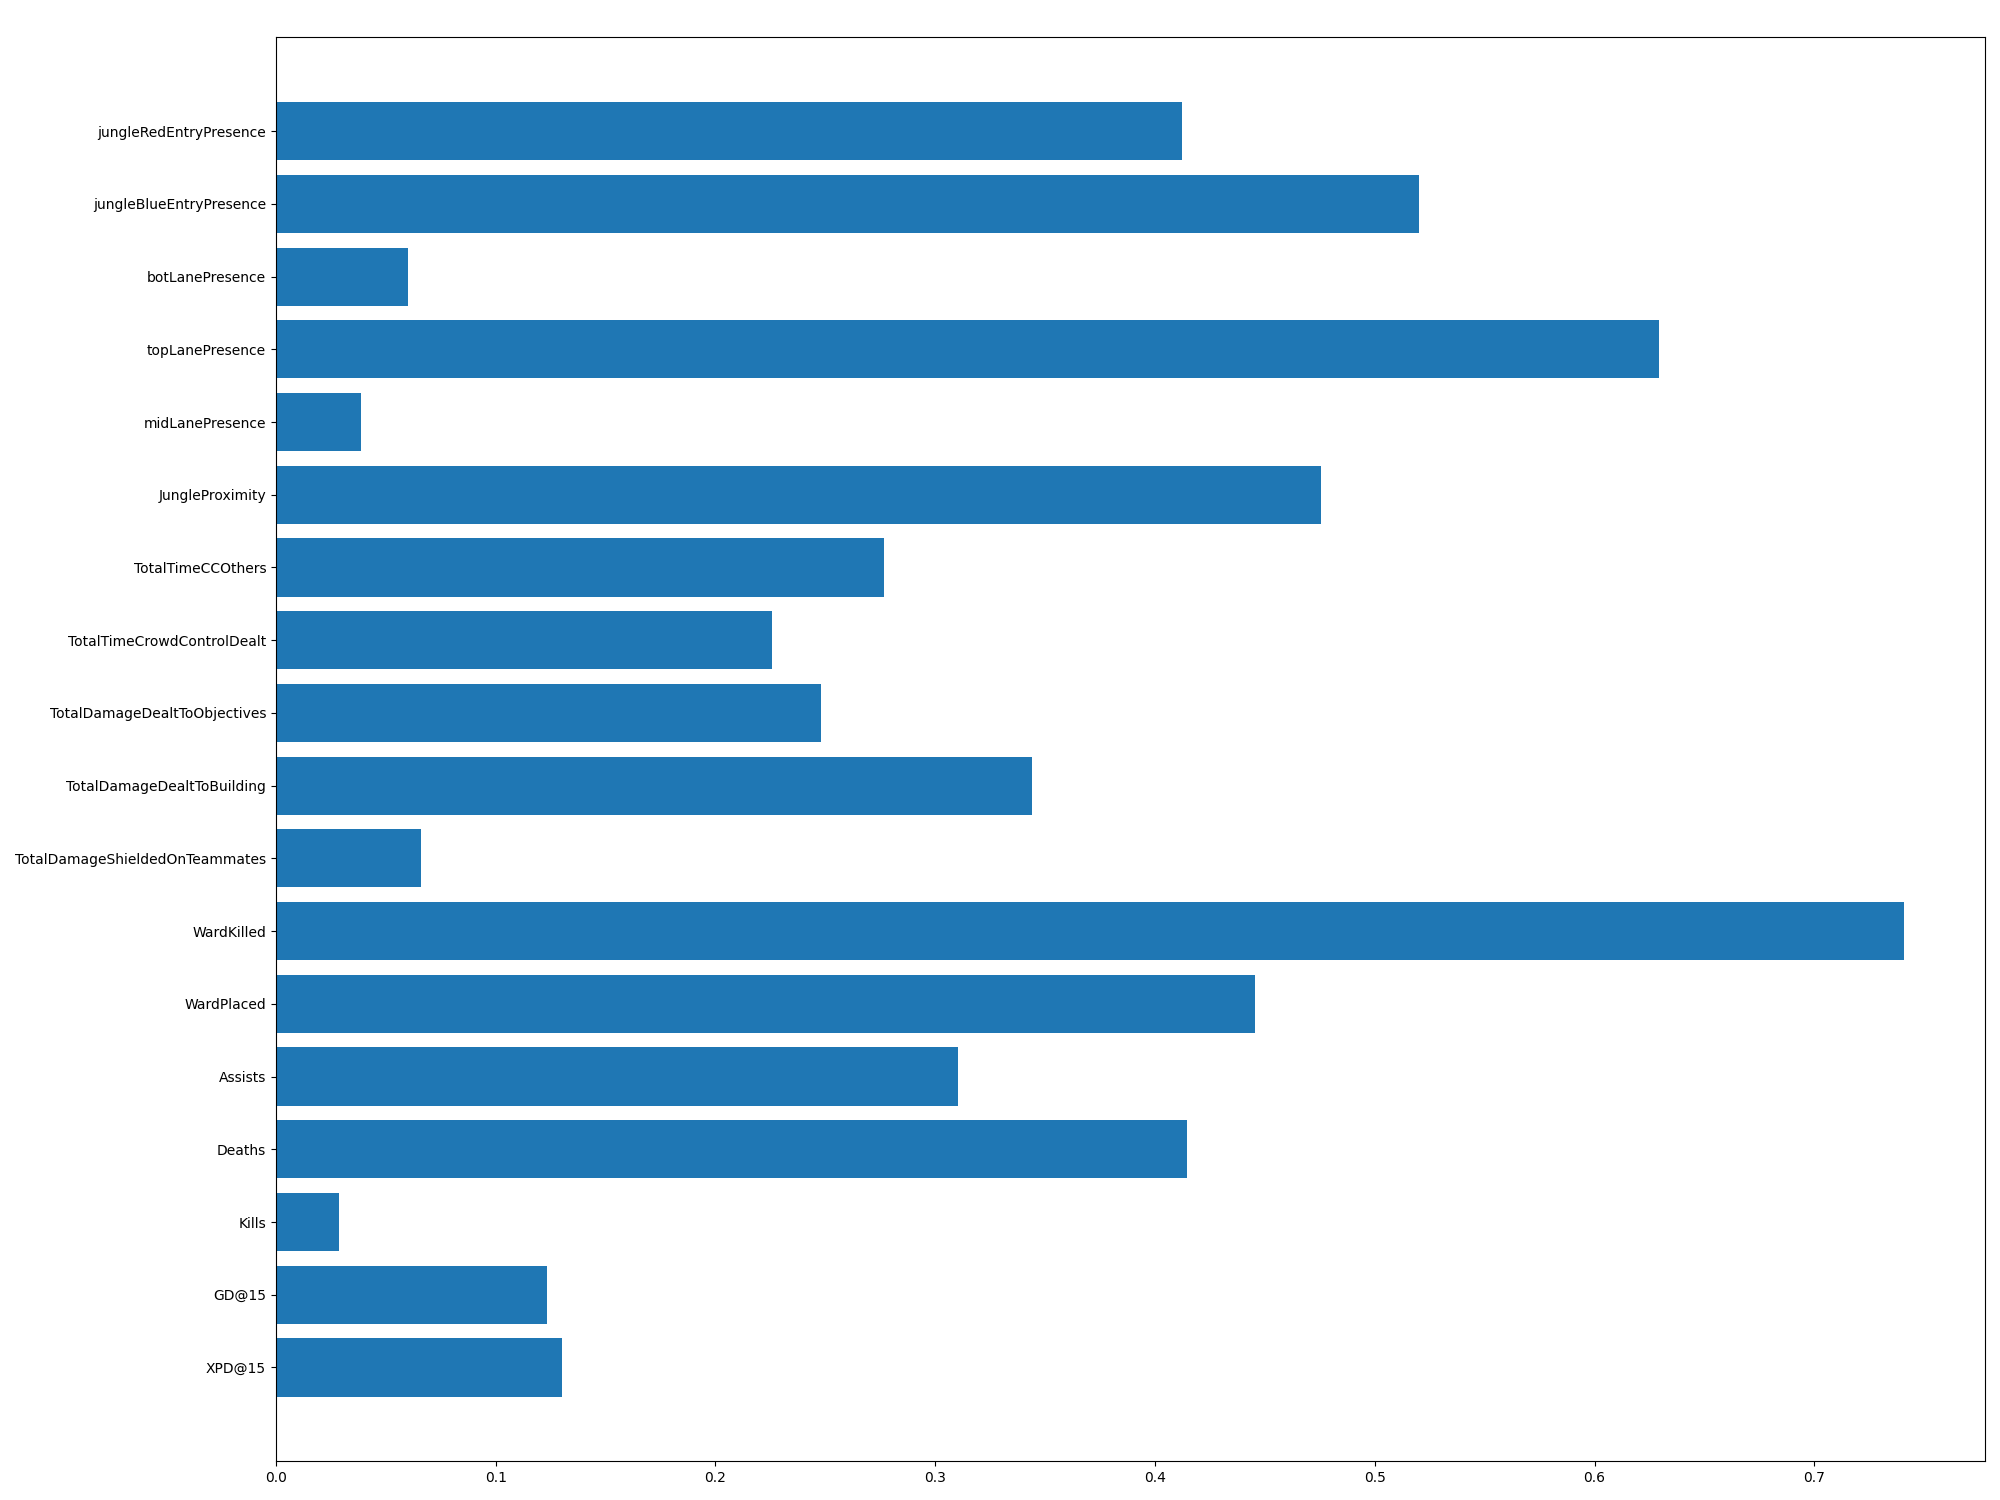 jungleRedEntryPresence
jungleBlueEntryPresence
botLanePresence
topLanePresence
midLanePresence
JungleProximity
TotalTimeCCOthers
TotalTimeCrowdControlDealt
TotalDamageDealtToObjectives
TotalDamageDealtToBuilding
TotalDamageShieldedOnTeammates
WardKilled
WardPlaced
Assists
Deaths
Kills
GD@15
XPD@15
0.0 0.1 0.2 0.3 0.4 0.5 0.6 0.7